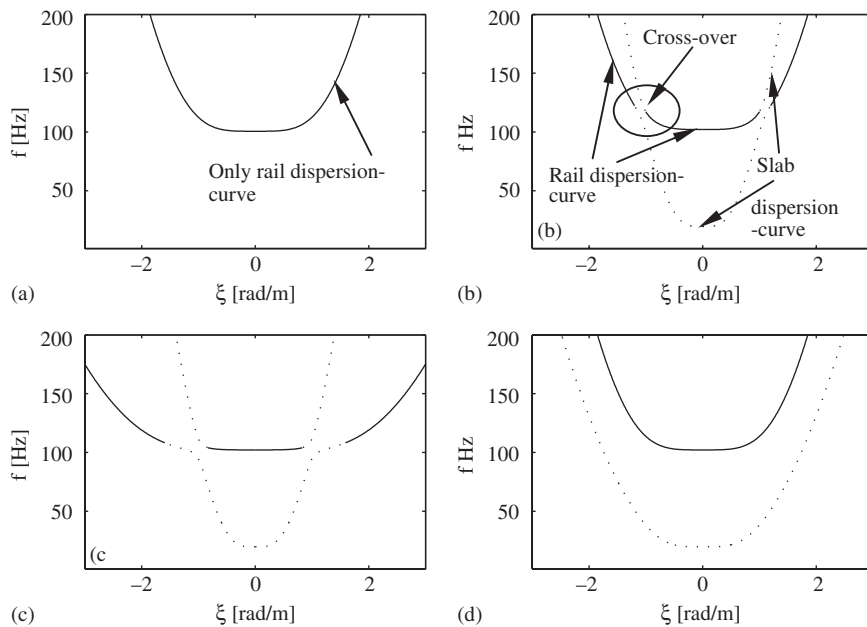 200
150
100
50
f [Hz]
Only rail dispersion-
curve
−2
0
2
(a)
ξ [rad/m]
200
150
100
50
f Hz
Cross-over
Rail dispersion-
curve
Slab
dispersion
-curve
(b)
−2
0
2
(b)
ξ [rad/m]
200
150
100
50
f [Hz]
(c
−2
0
2
(c)
ξ [rad/m]
200
150
100
50
f Hz
−2
0
2
(d)
ξ [rad/m]